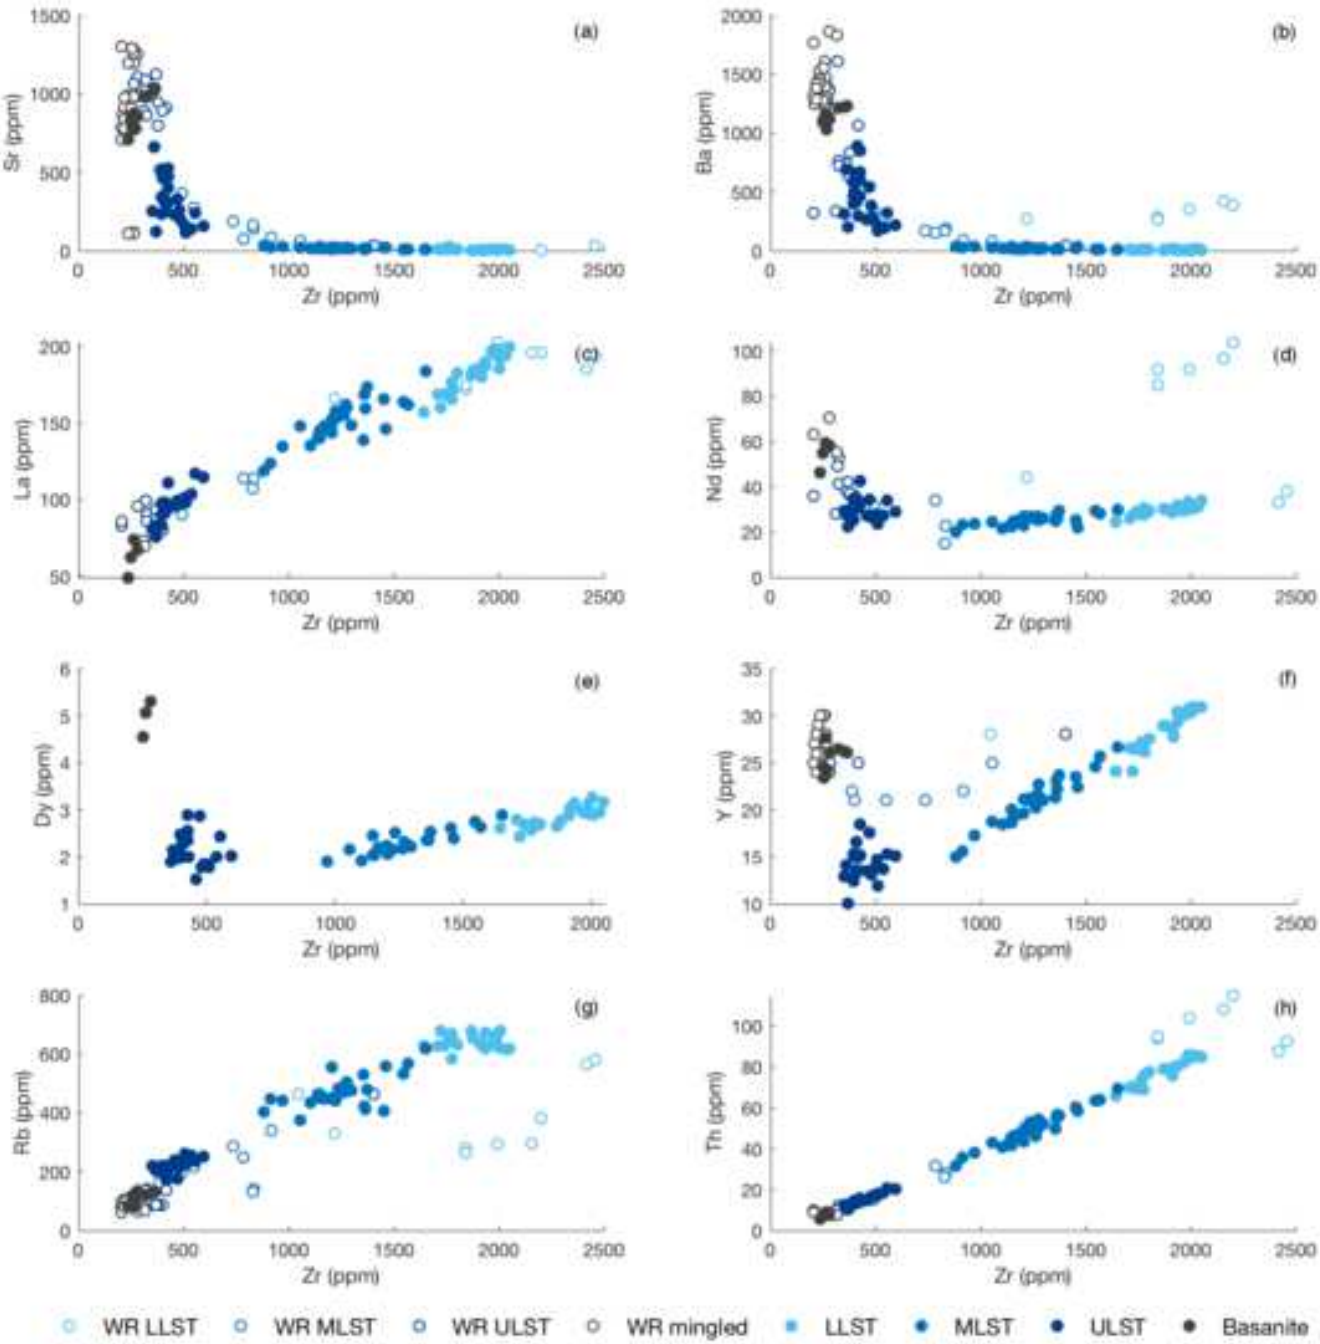 1500 (a) 2000 (b)
1000 1500
Sr (ppm) Ba (ppm) 1000
500 500
0 0
0 500 1000 1500 2000 2500 0 500 1000 1500 2000 2500
Zr (ppm) Zr (ppm)
200 (c) 100 (d)
80
150 60
La (ppm) Nd (ppm)
100 40
20
50 0
0 500 1000 1500 2000 2500 0 500 1000 1500 2000 2500
Zr (ppm) Zr (ppm)
6 (e) 35 (f)
5 30
4 25
Dy (ppm) Y (ppm)
3 20
2 15
1 10
0 500 1000 1500 2000 0 500 1000 1500 2000 2500
Zr (ppm) Zr (ppm)
800 (g) (h)
100
600 80
Rb (ppm) Th (ppm)
400 60
40
200 20
0 0
0 500 1000 1500 2000 2500 0 500 1000 1500 2000 2500
Zr (ppm) Zr (ppm)
WR LLST WR MLST WR ULST WR mingled LLST MLST ULST Basanite